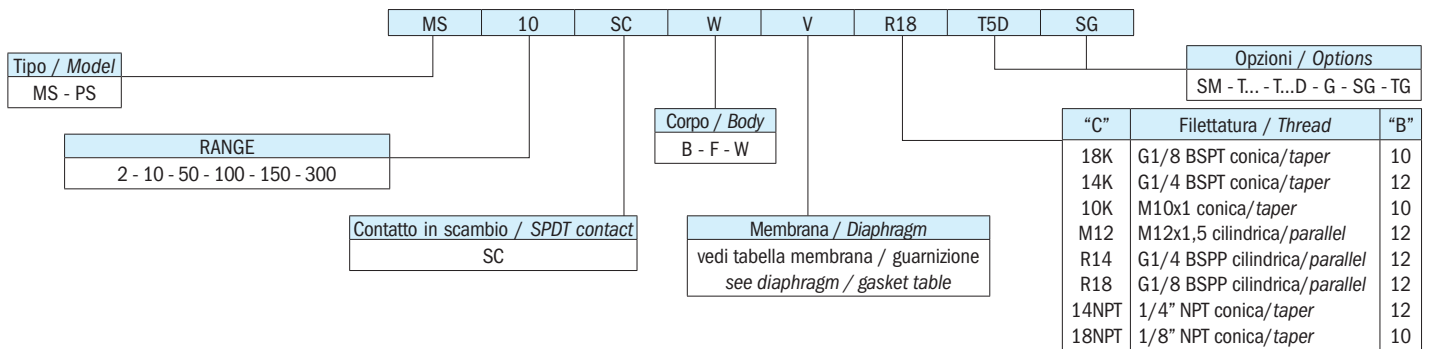 MS 10 SC W V R18 T5D SG
Tipo / Model
MS - PS
Opzioni / Options
SM - T... - T...D - G - SG - TG
RANGE
2 - 10 - 50 - 100 - 150 - 300
Corpo / Body
B - F - W
Contatto in scambio / SPDT contact
SC
Membrana / Diaphragm
vedi tabella membrana / guarnizione
see diaphragm / gasket table
“C” Filettatura / Thread “B”
18K G1/8 BSPT conica/taper 10
14K G1/4 BSPT conica/taper 12
10K M10x1 conica/taper 10
M12 M12x1,5 cilindrica/parallel 12
R14 G1/4 BSPP cilindrica/parallel 12
R18 G1/8 BSPP cilindrica/parallel 12
14NPT 1/4” NPT conica/taper 12
18NPT 1/8” NPT conica/taper 10